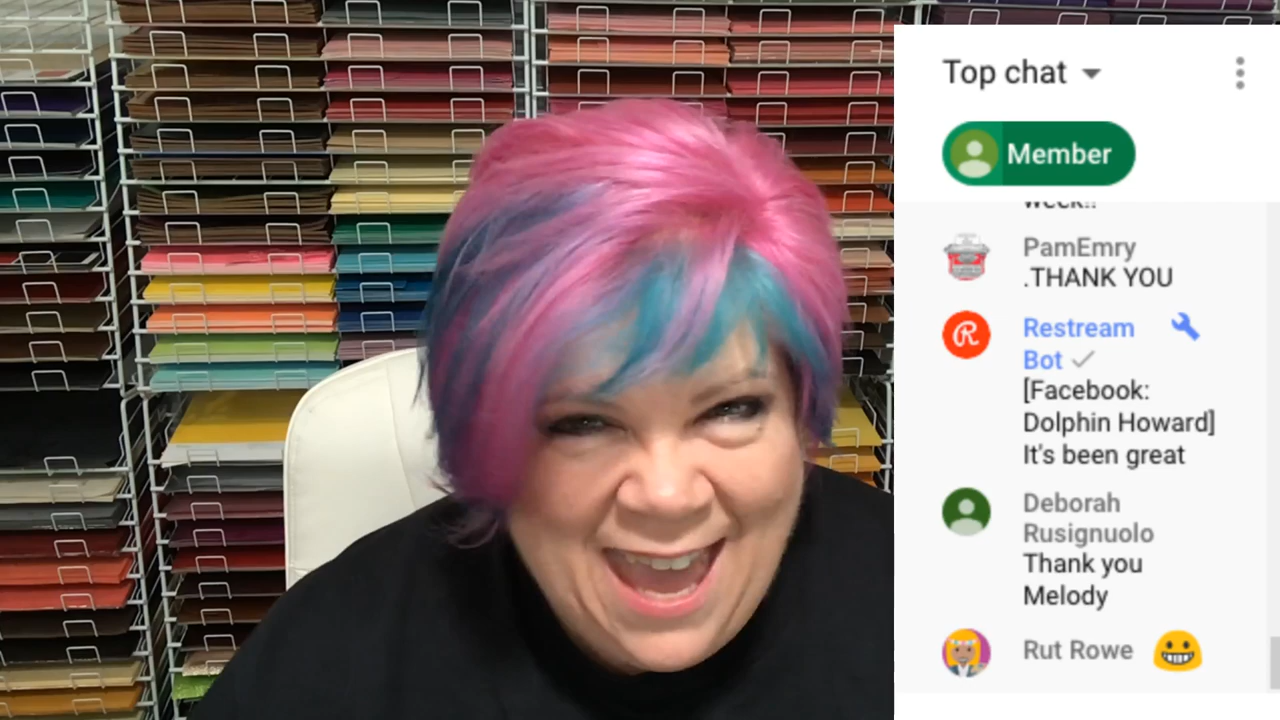 Top chat
Member
week!!
PamEmry
.THANK YOU
Restream
Bot
[Facebook:
Dolphin Howard]
It's been great
Deborah
Rusignuolo
Thank you
Melody
Rut Rowe